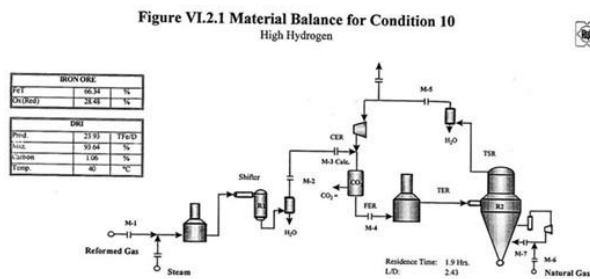 Figure VI.2.1 Material Balance for Condition 10
High Hydrogen
IRON ORE
FeT 66.34 %
Ox(Red) 28.48 %
DRI
Prod. 23.93 TFe/D
Mtz. 93.64 %
Carbon 1.06 %
Temp. 40 °C
M-5
CER
H₂O
M-3 Calc.
TSR
Shifter
M-2
CO₂
TER
R1
CO₂
R2
M-1
FER
M-4
H₂O
Reformed Gas
Steam
Residence Time: 1.9 Hrs.
L/D: 2.43
M-7
M-6
Natural Gas